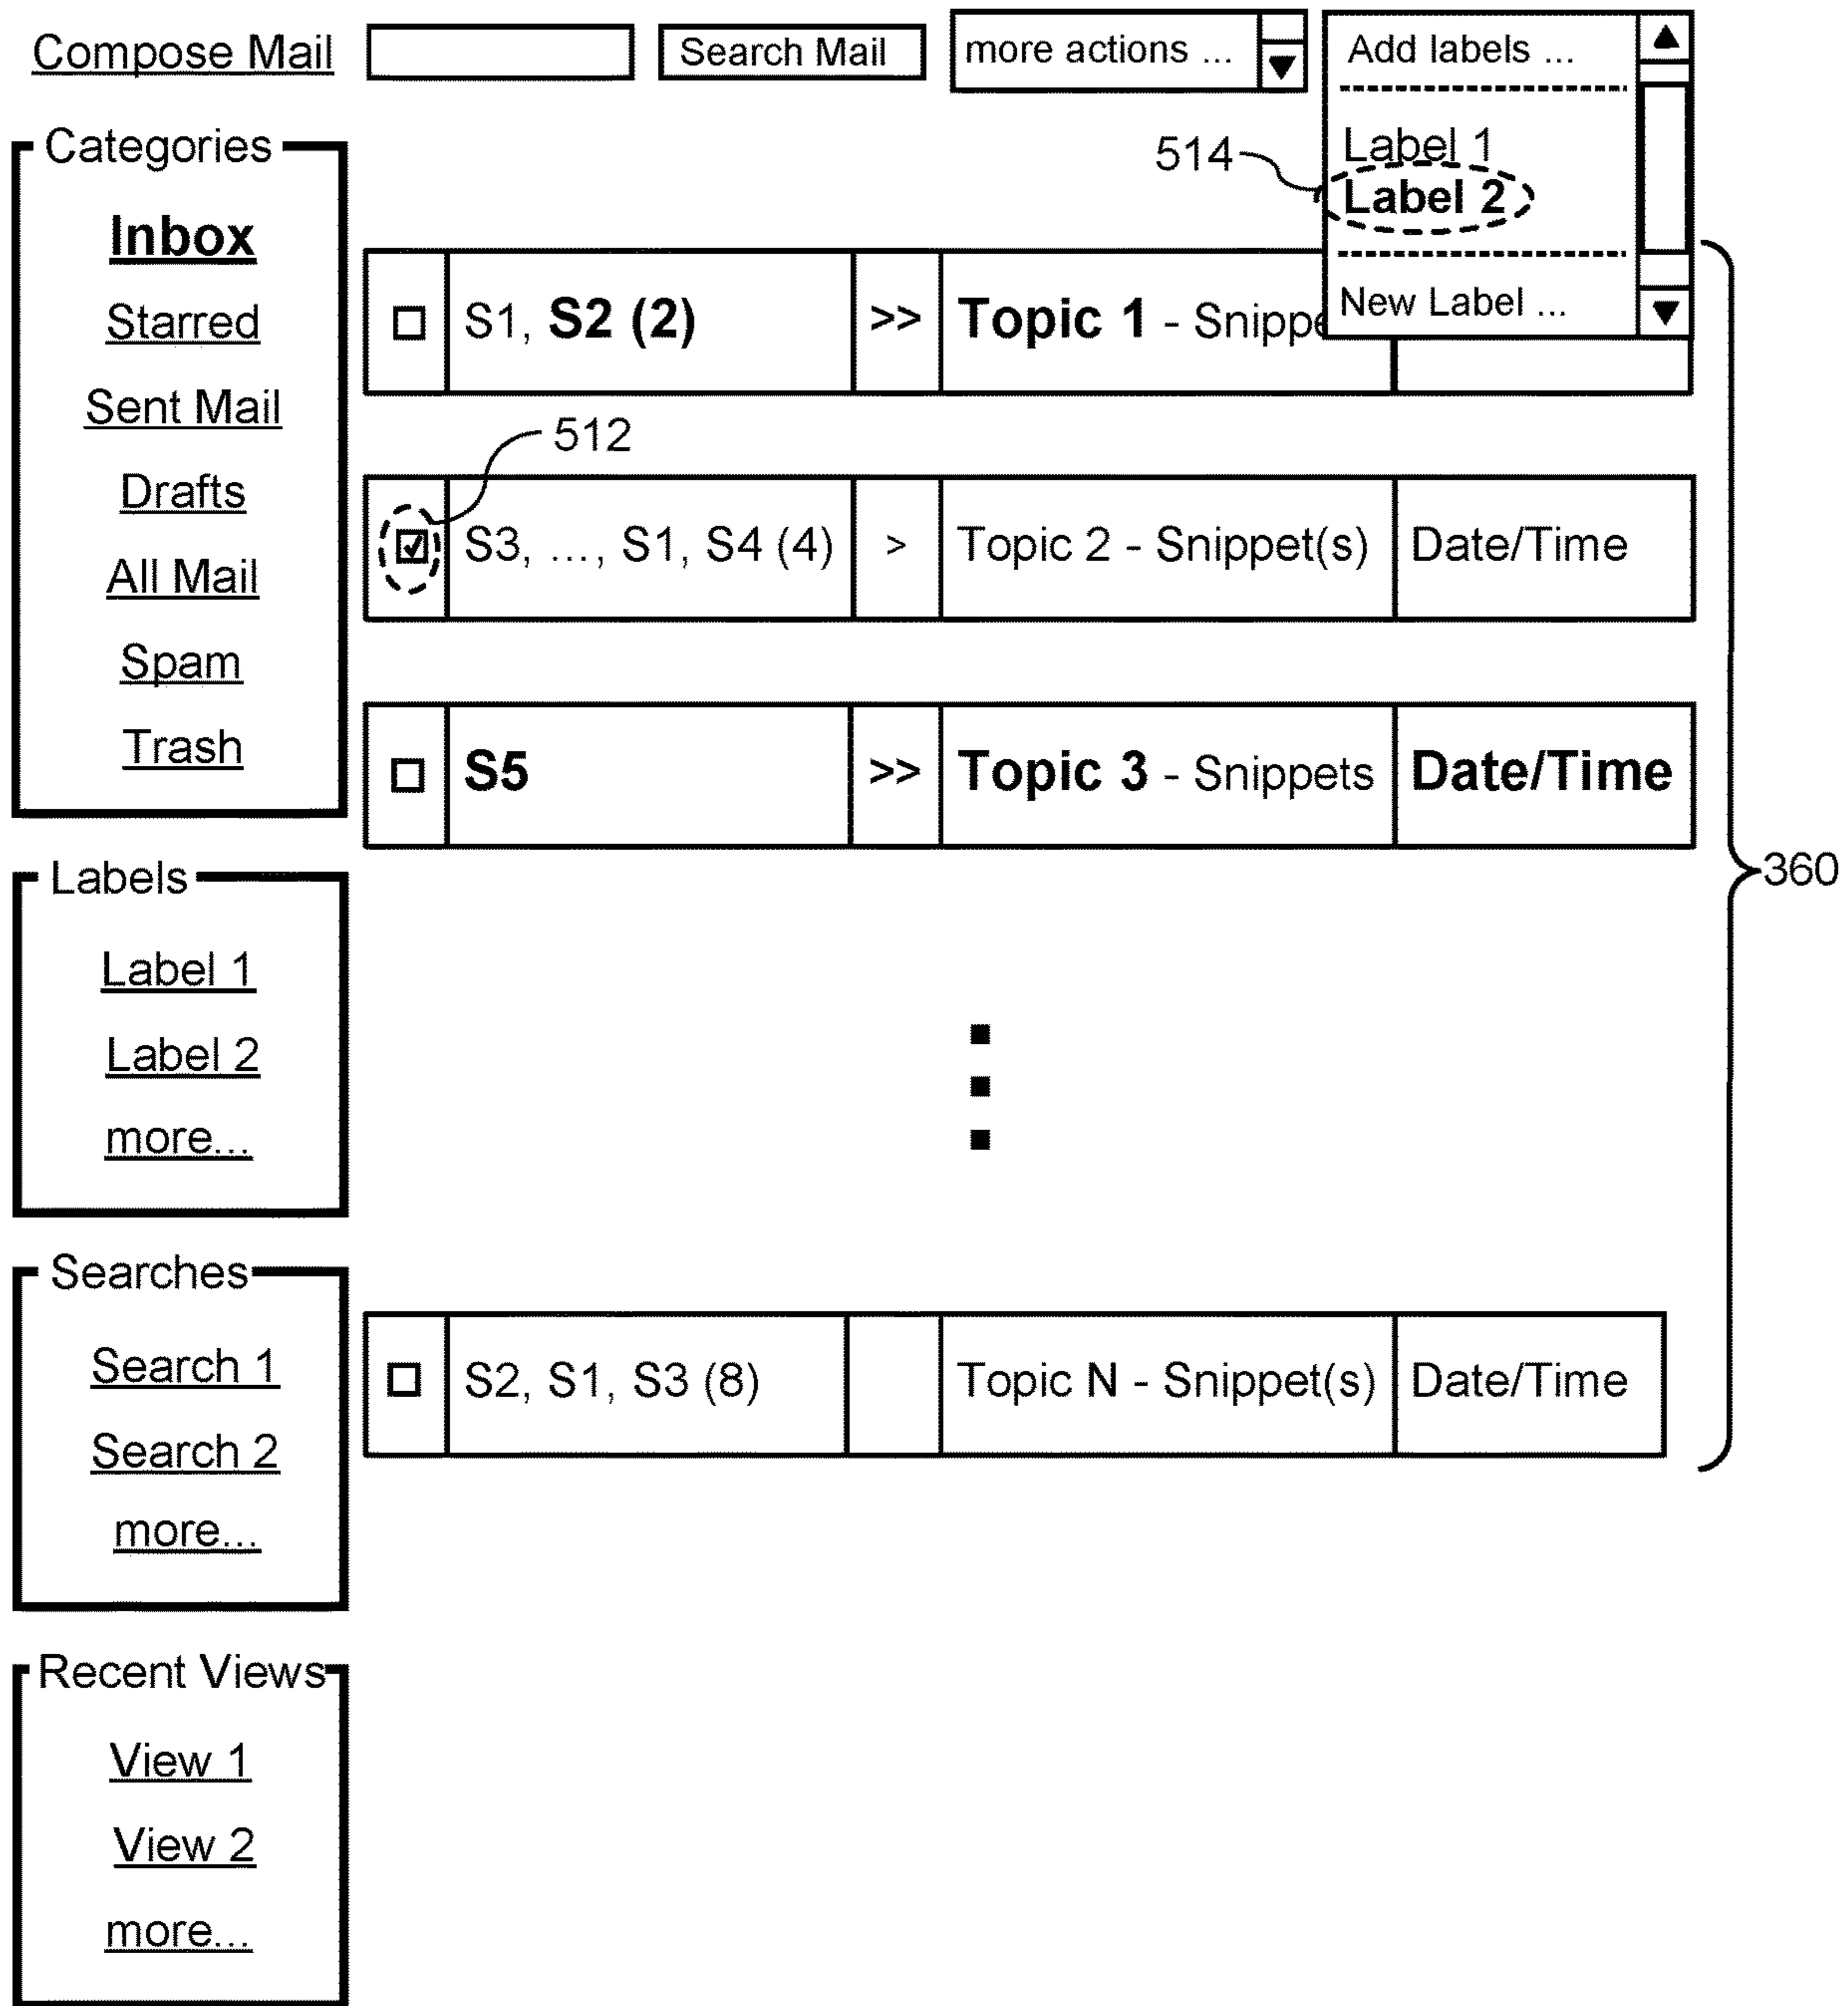 Compose Mail
Search Mail
more actions ...
Add labels ...
Label 1
514
Label 2
New Label ...
Categories
Inbox
Starred
Sent Mail
Drafts
All Mail
Spam
Trash
S1, S2 (2) >> Topic 1 - Snippe
512
S3, ..., S1, S4 (4) > Topic 2 - Snippet(s) Date/Time
S5 >> Topic 3 - Snippets Date/Time
360
Labels
Label 1
Label 2
more...
Searches
Search 1
Search 2
more...
S2, S1, S3 (8) Topic N - Snippet(s) Date/Time
Recent Views
View 1
View 2
more...